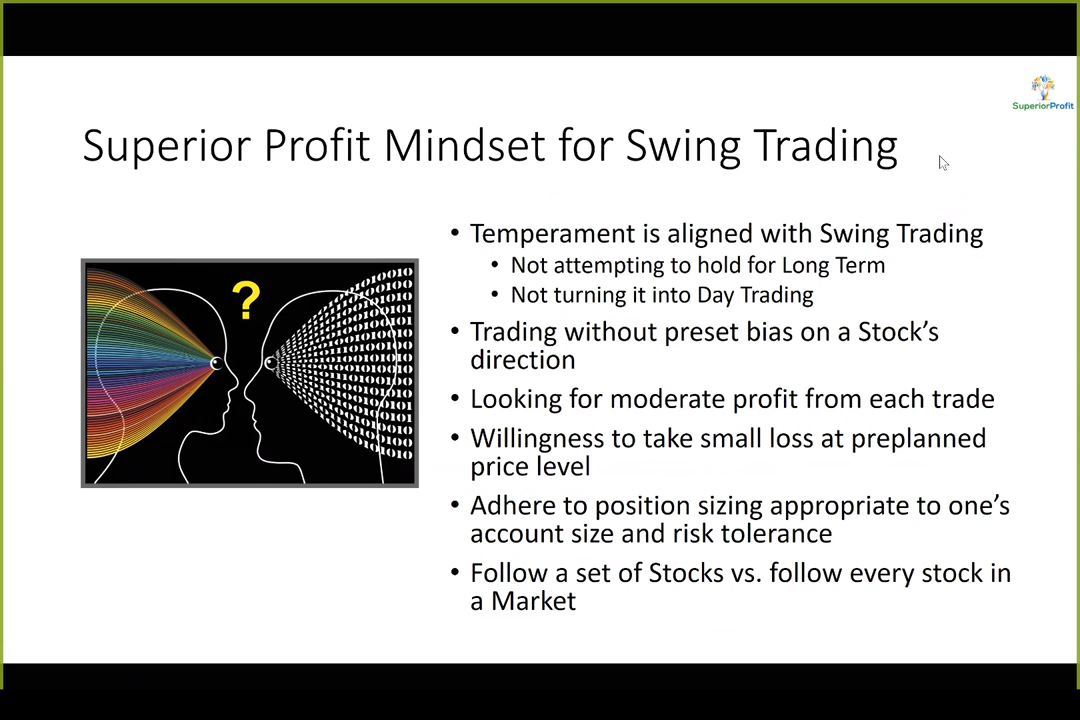 SuperiorProfit
Superior Profit Mindset for Swing Trading
?
• Temperament is aligned with Swing Trading
• Not attempting to hold for Long Term
• Not turning it into Day Trading
• Trading without preset bias on a Stock’s
direction
• Looking for moderate profit from each trade
• Willingness to take small loss at preplanned
price level
• Adhere to position sizing appropriate to one’s
account size and risk tolerance
• Follow a set of Stocks vs. follow every stock in
a Market